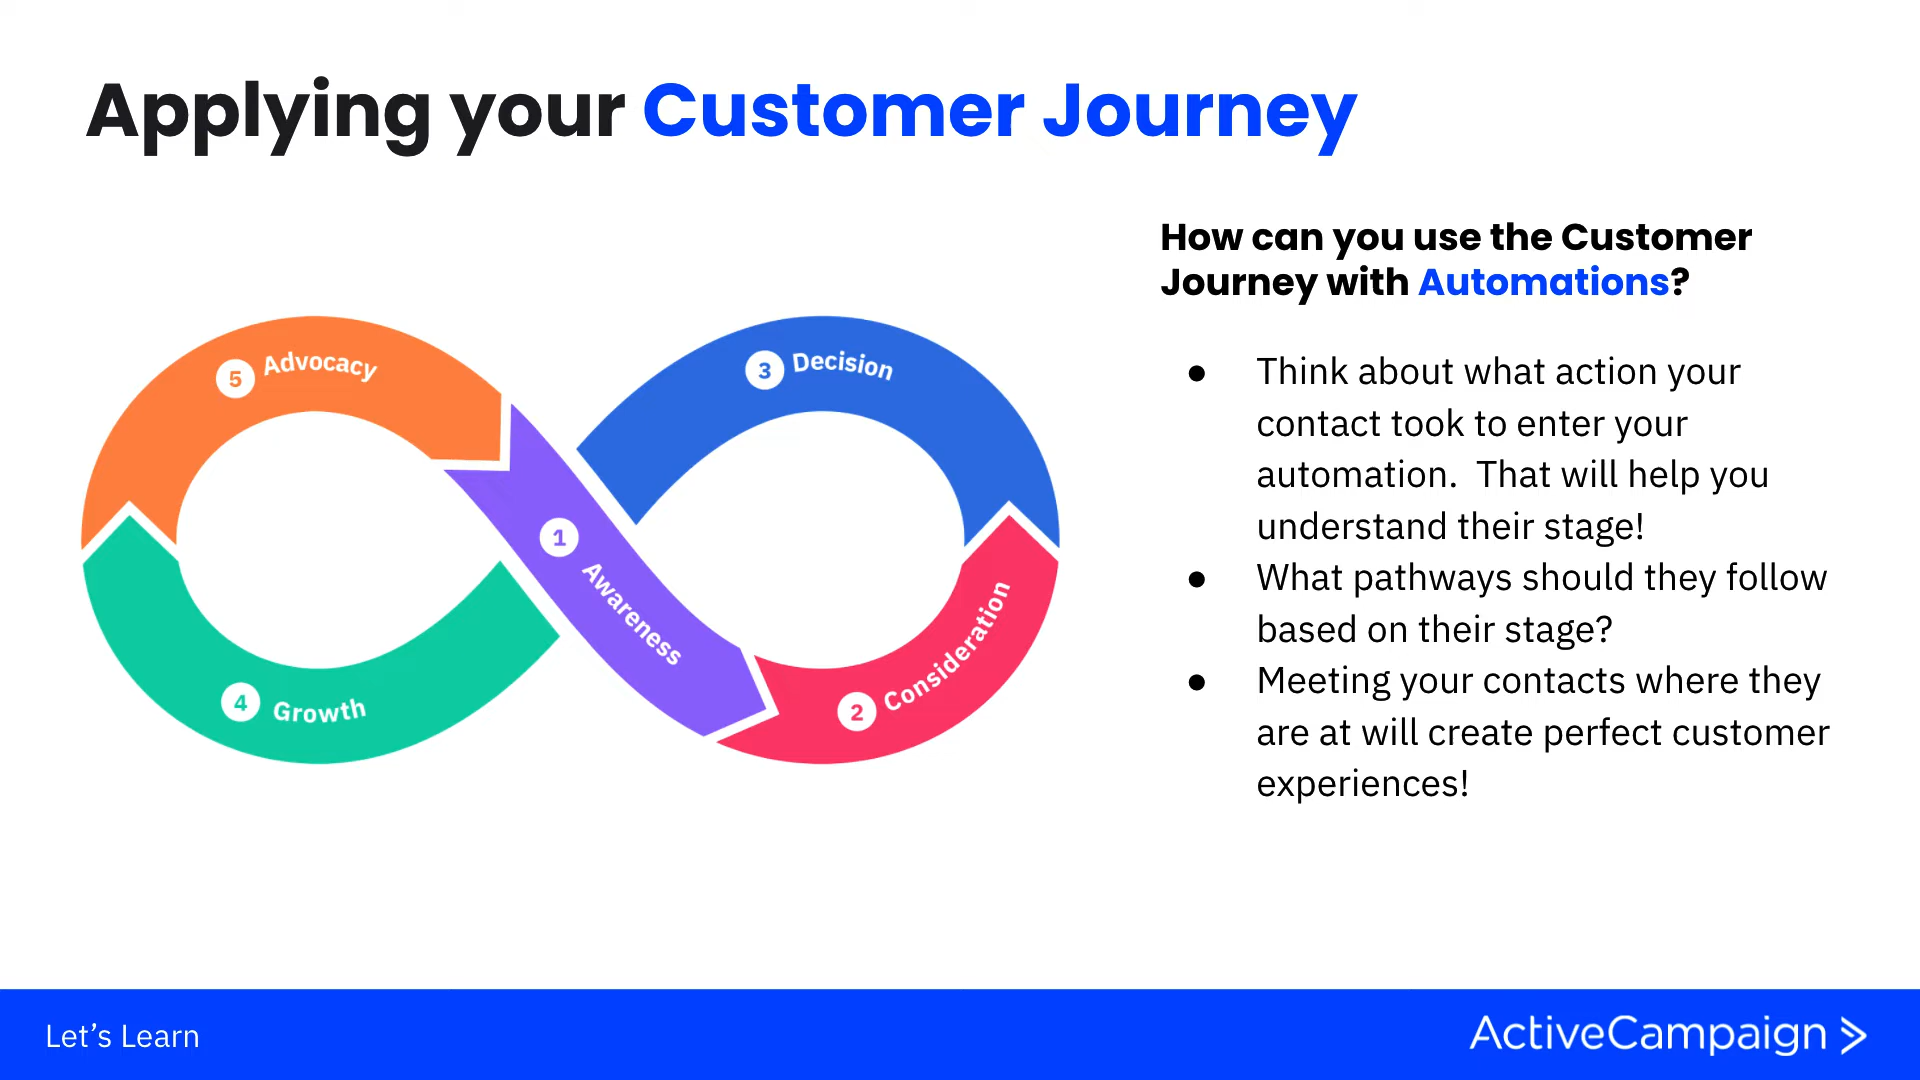 Applying your Customer Journey
How can you use the Customer
Journey with Automations?
● Think about what action your
contact took to enter your
automation.  That will help you
understand their stage!
● What pathways should they follow
based on their stage?
● Meeting your contacts where they
are at will create perfect customer
experiences!
5 Advocacy
3 Decision
1 Awareness
2 Consideration
4 Growth
Let’s Learn
ActiveCampaign